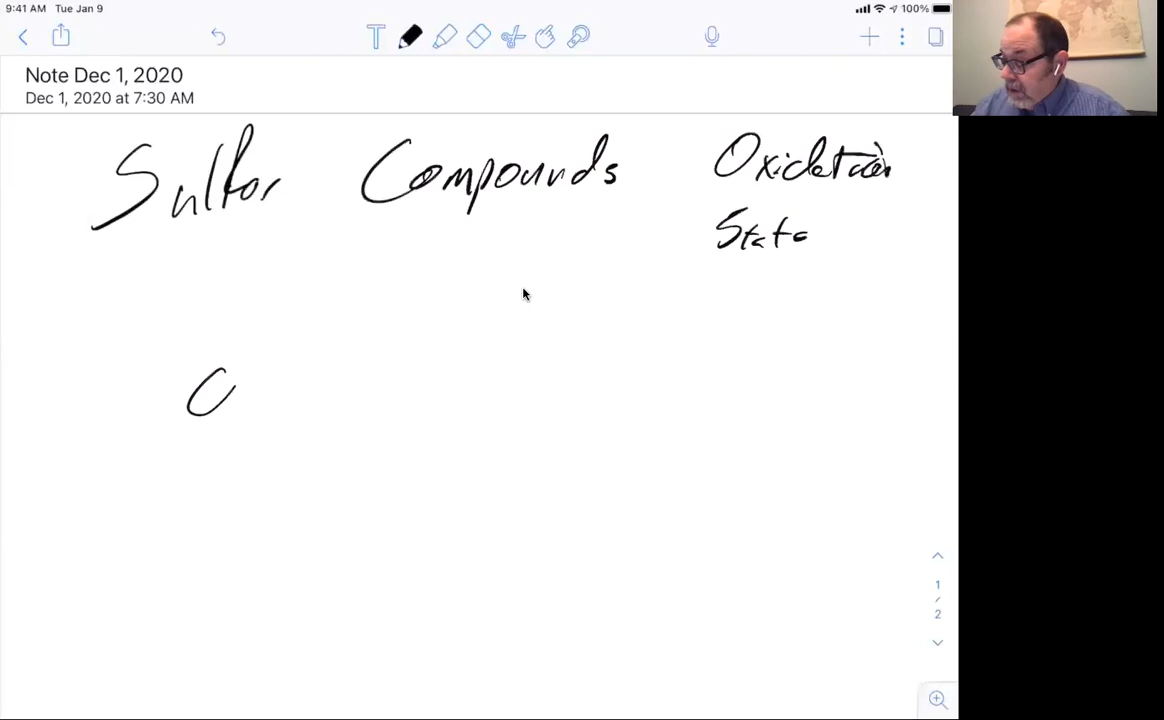 9:41 AM Tue Jan 9
100%
T
Note Dec 1, 2020
Dec 1, 2020 at 7:30 AM
Sulfor Compounds Oxidation
State
C
1
/
2